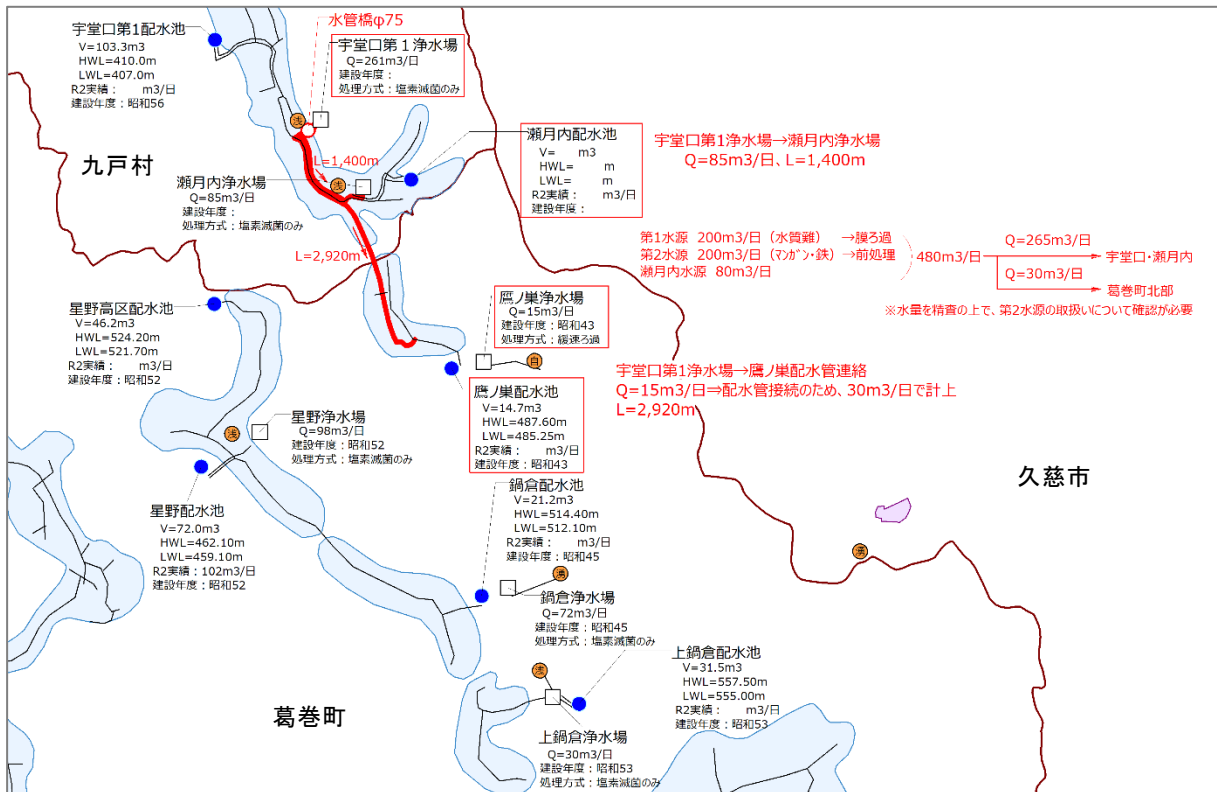 宇堂口第1配水池
V=103.3m3
HWL=410.0m
LWL=407.0m
R2実績：　　m3/日
建設年度：昭和56
水管橋φ75
宇堂口第１浄水場
Q=261m3/日
建設年度：
処理方式：塩素滅菌のみ
浅
九戸村
L=1,400m
瀬月内浄水場
Q=85m3/日
建設年度：
処理方式：塩素滅菌のみ
浅
瀬月内配水池
V=　　m3
HWL=　　m
LWL=　　m
R2実績：　　m3/日
建設年度：
宇堂口第1浄水場→瀬月内浄水場
Q=85m3/日、L=1,400m
第1水源 200m3/日（水質難）　→膜ろ過
第2水源 200m3/日（ﾏﾝｶﾞﾝ・鉄）→前処理
瀬月内水源 80m3/日
480m3/日
Q=265m3/日
宇堂口・瀬月内
Q=30m3/日
葛巻町北部
※水量を精査の上で、第2水源の取扱いについて確認が必要
L=2,920m
星野高区配水池
V=46.2m3
HWL=524.20m
LWL=521.70m
R2実績：　　m3/日
建設年度：昭和52
鷹ノ巣浄水場
Q=15m3/日
建設年度：昭和43
処理方式：緩速ろ過
自
宇堂口第1浄水場→鷹ノ巣配水管連絡
Q=15m3/日⇒配水管接続のため、30m3/日で計上
L=2,920m
鷹ノ巣配水池
V=14.7m3
HWL=487.60m
LWL=485.25m
R2実績：　　m3/日
建設年度：昭和43
星野浄水場
Q=98m3/日
建設年度：昭和52
処理方式：塩素滅菌のみ
浅
久慈市
星野配水池
V=72.0m3
HWL=462.10m
LWL=459.10m
R2実績：102m3/日
建設年度：昭和52
鍋倉配水池
V=21.2m3
HWL=514.40m
LWL=512.10m
R2実績：　　m3/日
建設年度：昭和45
湧
湧
鍋倉浄水場
Q=72m3/日
建設年度：昭和45
処理方式：塩素滅菌のみ
上鍋倉配水池
V=31.5m3
HWL=557.50m
LWL=555.00m
R2実績：　　m3/日
建設年度：昭和53
浅
葛巻町
上鍋倉浄水場
Q=30m3/日
建設年度：昭和53
処理方式：塩素滅菌のみ